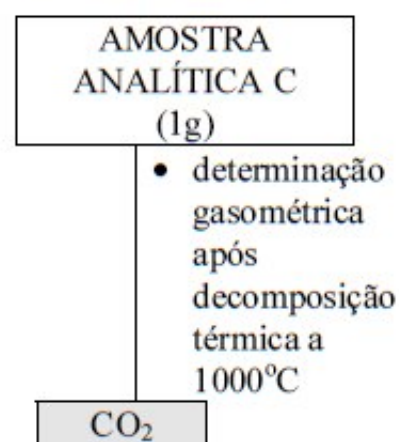 AMOSTRA
ANALÍTICA C
(1g)
• determinação
gasométrica
após
decomposição
térmica a
1000°C
CO₂